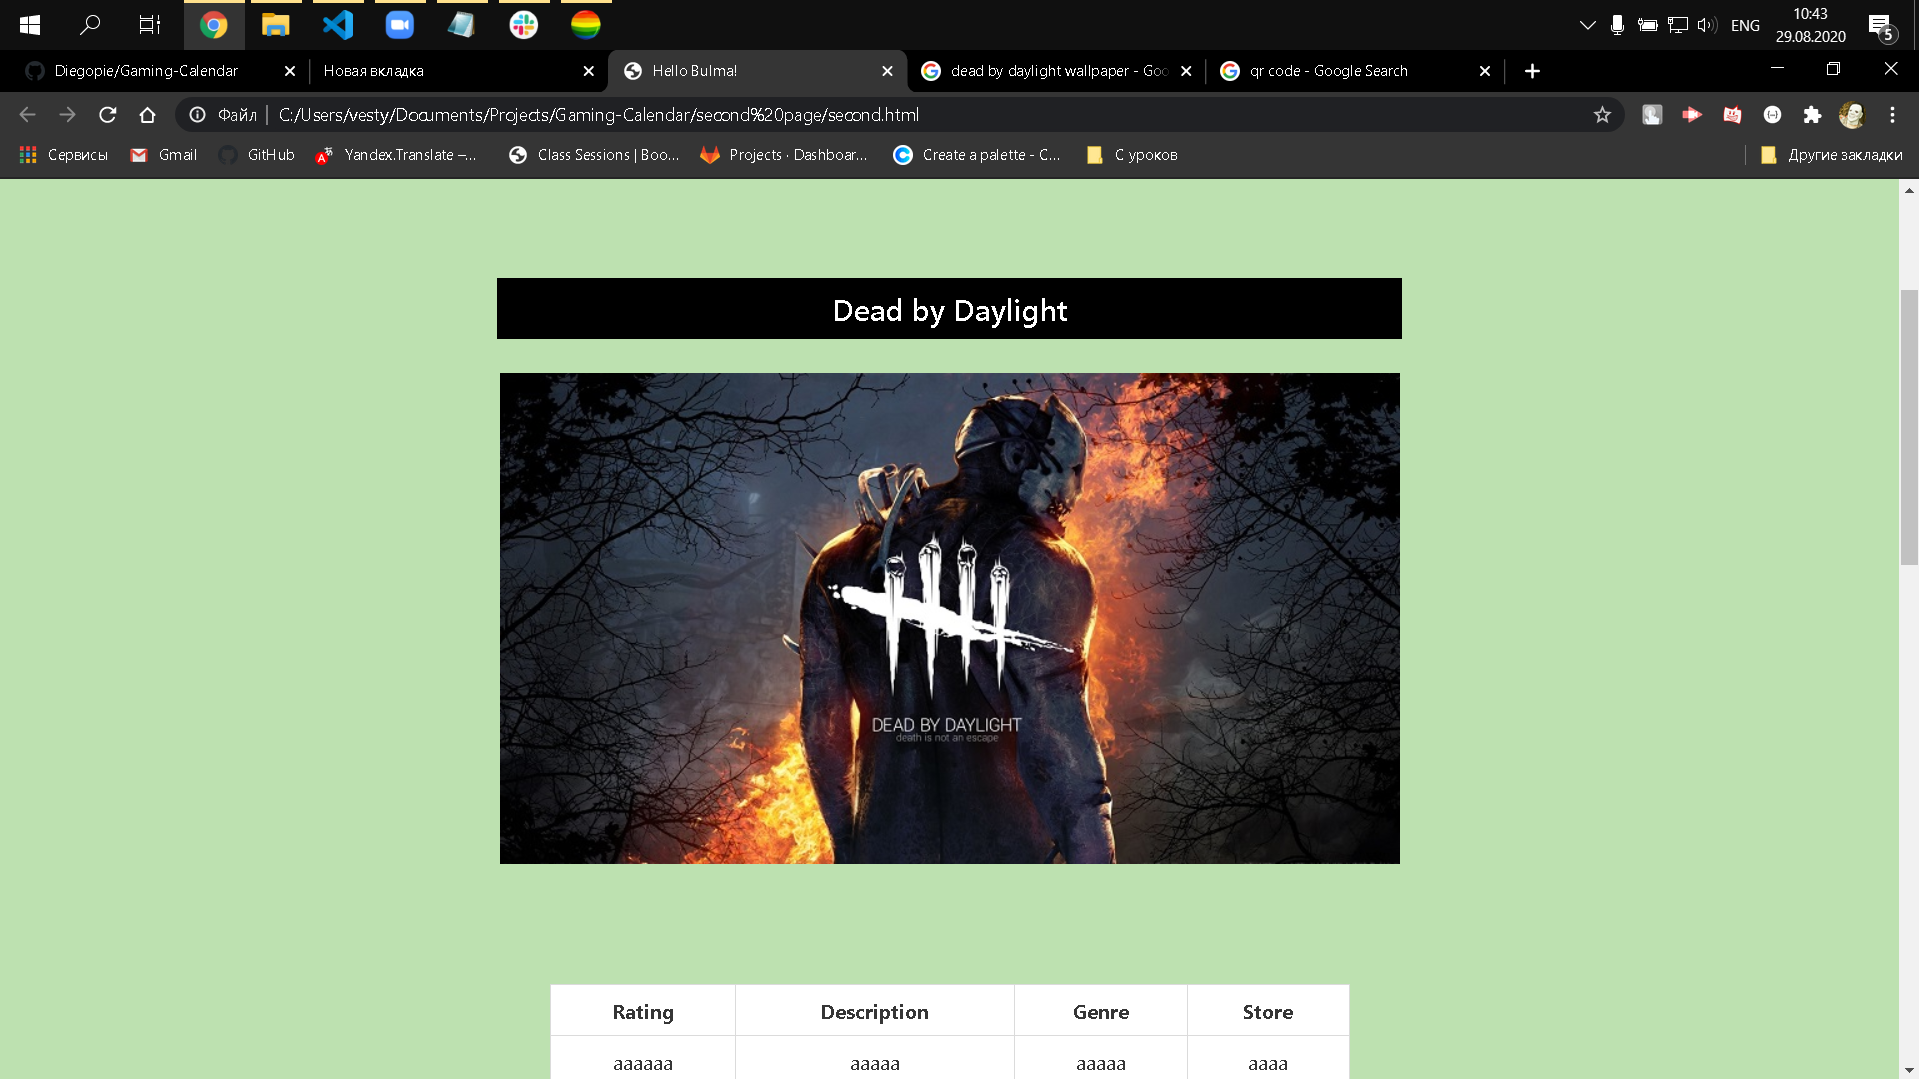 ENG
10:43
29.08.2020
5
Diegopie/Gaming-Calendar
Новая вкладка
Hello Bulma!
dead by daylight wallpaper - Goo
qr code - Google Search
Файл
C:/Users/vesty/Documents/Projects/Gaming-Calendar/second%20page/second.html
Сервисы
Gmail
GitHub
Yandex.Translate –...
Class Sessions | Boo...
Projects · Dashboar...
Create a palette - C...
С уроков
Другие закладки
Dead by Daylight
DEAD BY DAYLIGHT
death is not an escape
Rating Description Genre Store
aaaaaa aaaaa aaaaa aaaa